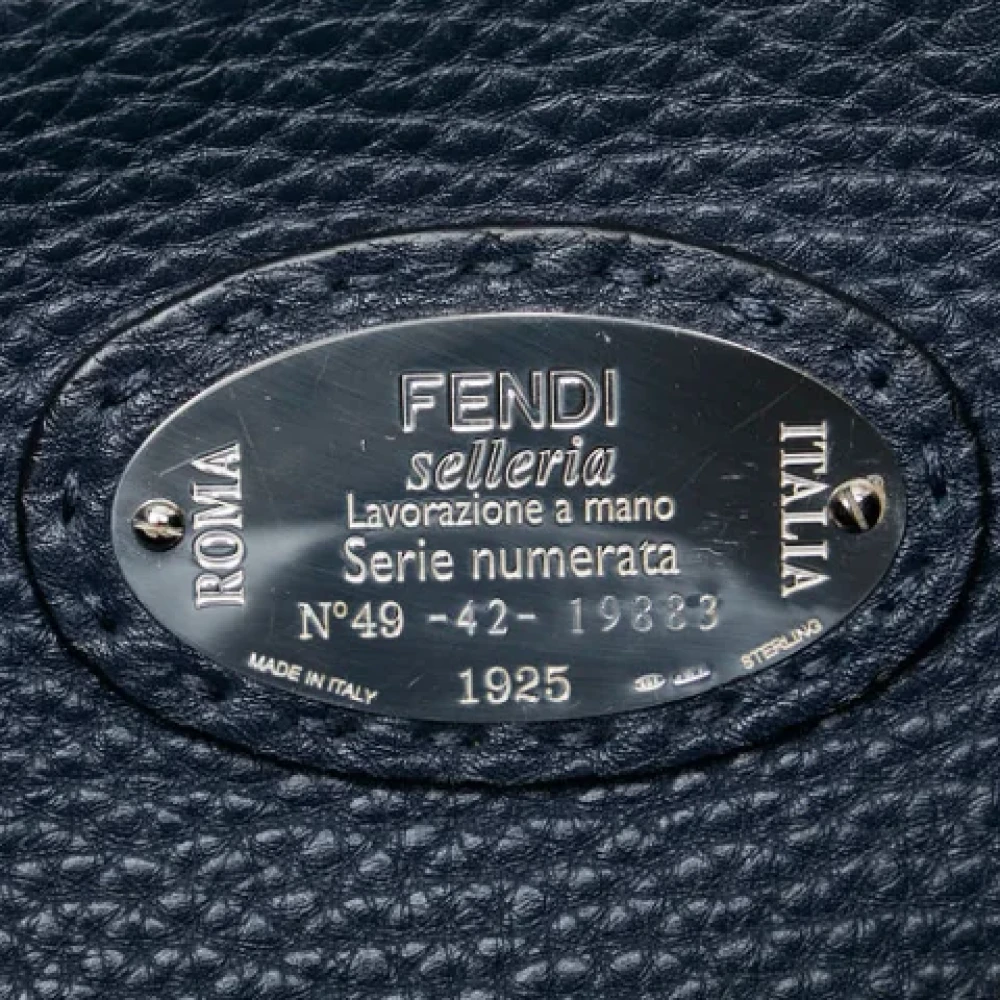 FENDI
selleria
Lavorazione a mano
Serie numerata
N°49 -42- 19883
1925
ROMA
ITALIA
MADE IN ITALY
STERLING